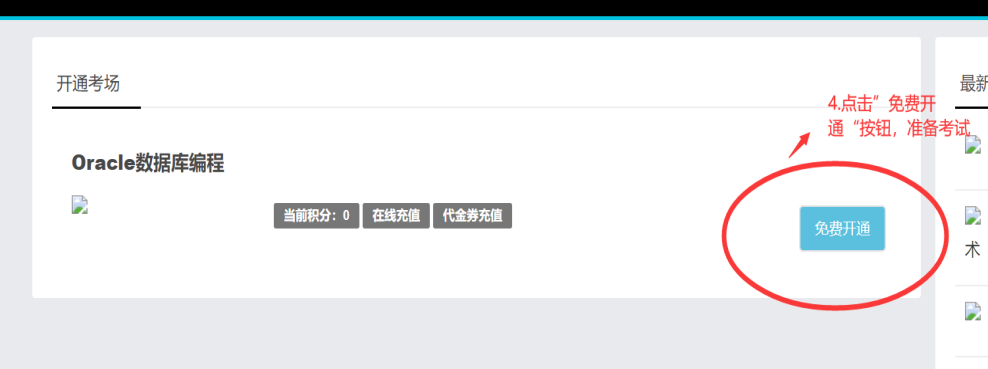 开通考场
最新
4.点击”免费开
通“按钮，准备考试
Oracle数据库编程
当前积分：0 在线充值 代金券充值
免费开通
术